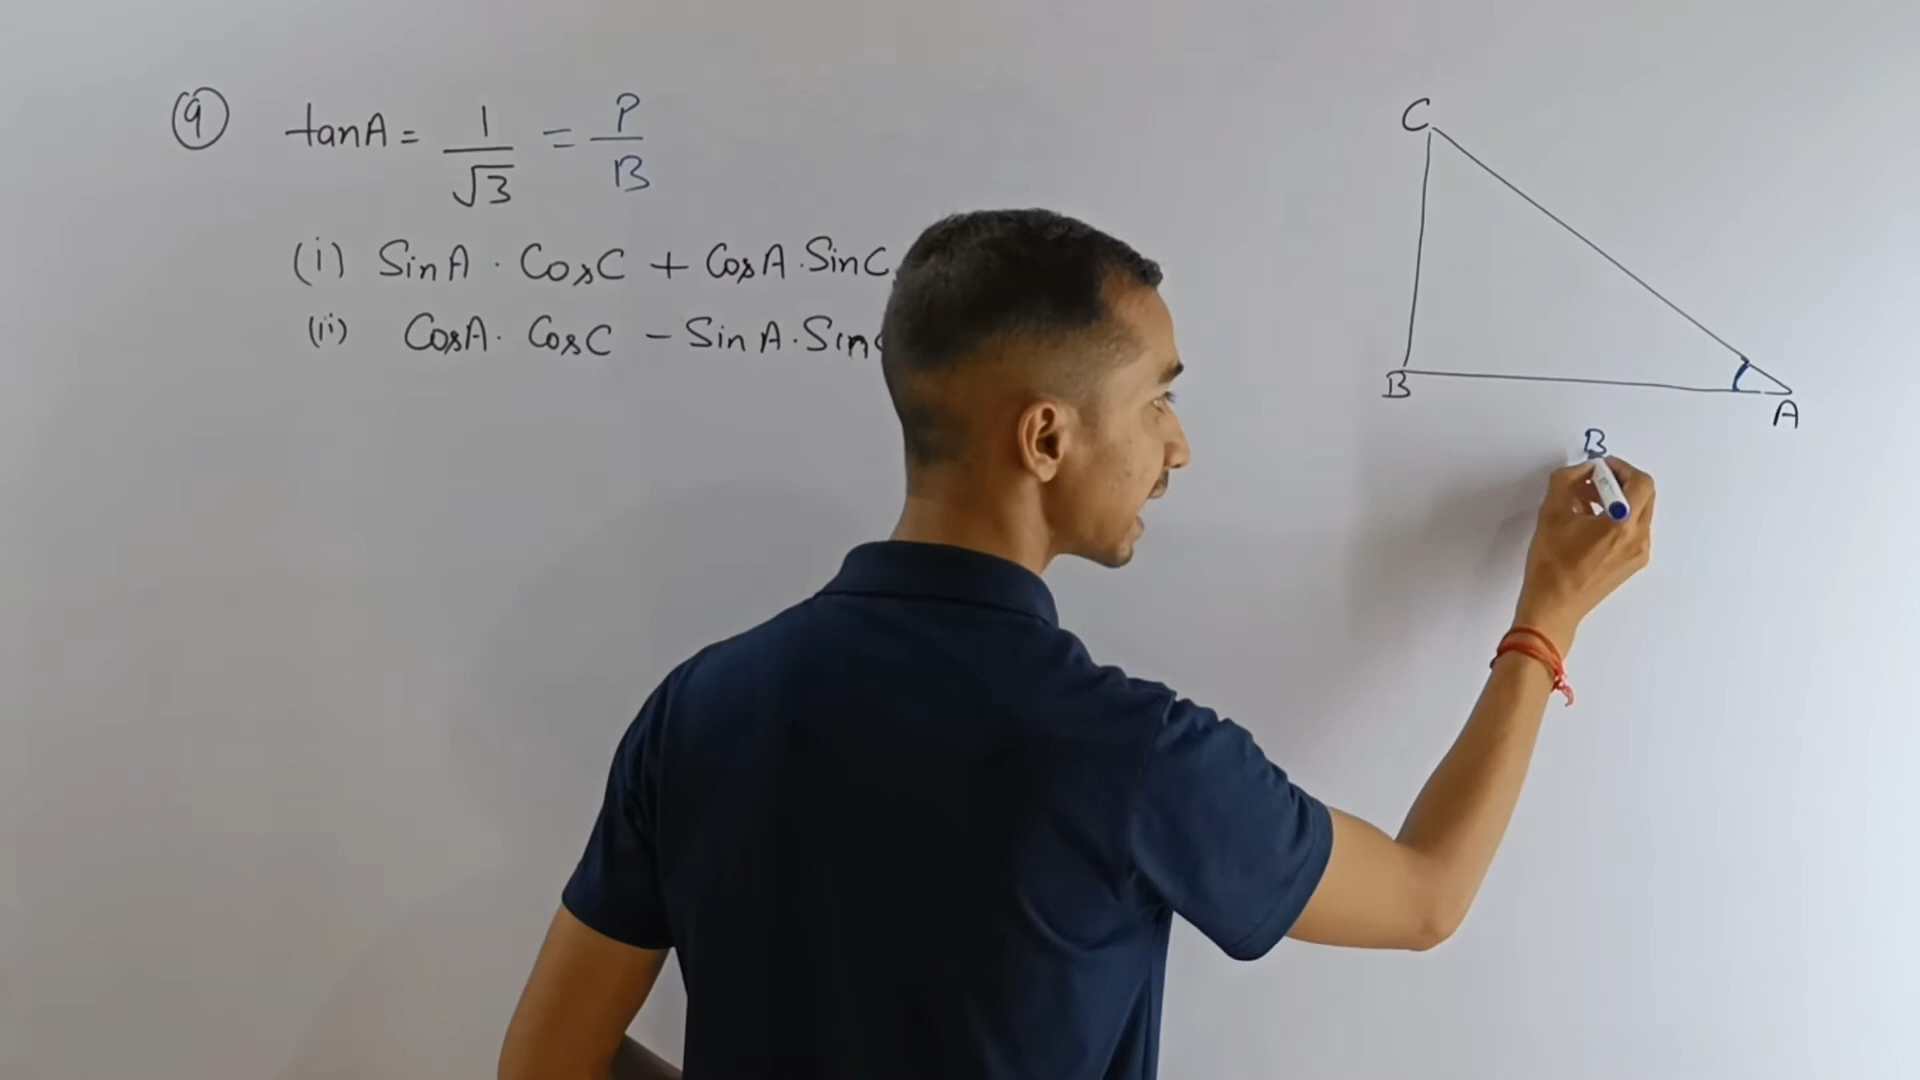 9 tanA = 1/√3 = P/B
(i) SinA · CosC + CosA · SinC
(ii) CosA · CosC – SinA · Sin
C
B
A
B